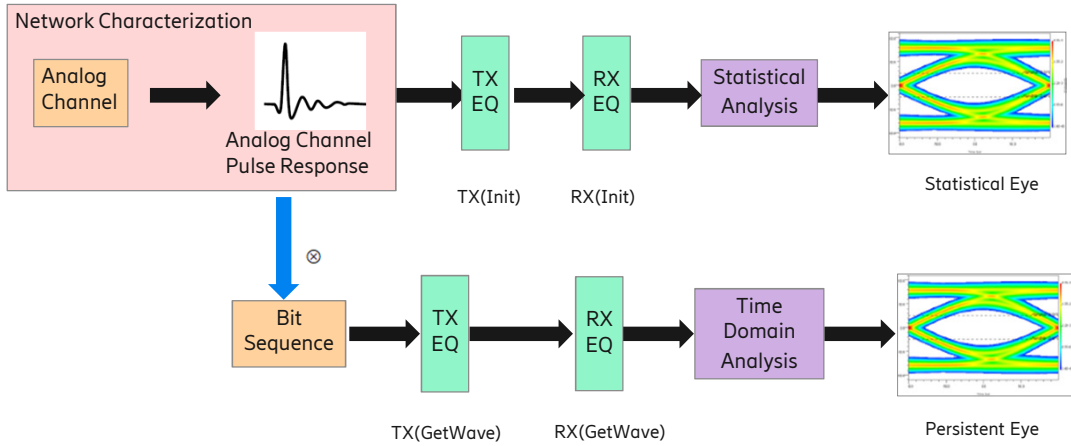 Network Characterization
Analog
Channel
Analog Channel
Pulse Response
TX
EQ
RX
EQ
Statistical
Analysis
TX(Init)
RX(Init)
Statistical Eye
⊗
Bit
Sequence
TX
EQ
RX
EQ
Time
Domain
Analysis
TX(GetWave)
RX(GetWave)
Persistent Eye